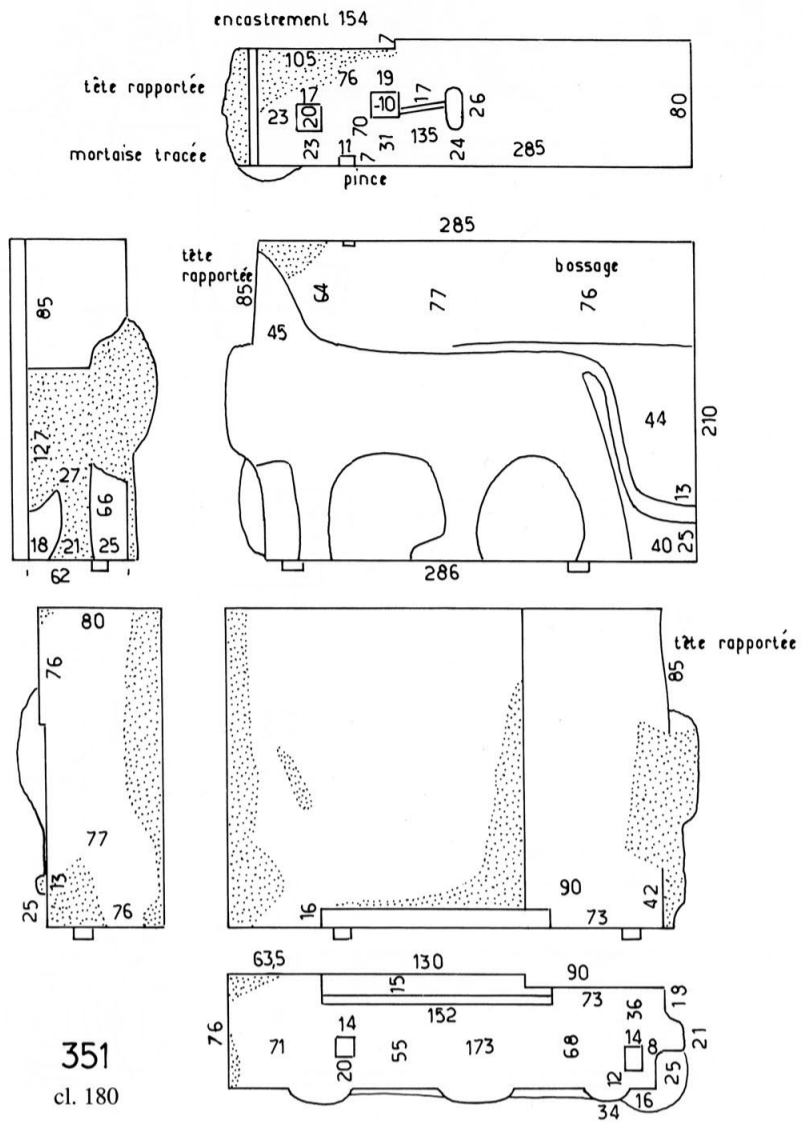 encastrement 154
7
105
tête rapportée
76 19
17 -10 17 26 80
23 20
70
mortaise tracée
23 11 7 31 135 24 285
pince
285
tête
rapportée
bossage
85 85 64 77 76
45
127 44 210
27
66 13
18 21 25 40 25
62 286
80
tête rapportée
76 85
77
13 90 42
25 76 16 73
63,5 130 90
15 73 19
76 152 36
14 21
71 55 173 68 14 8
20 12 25
34 16
351
cl. 180